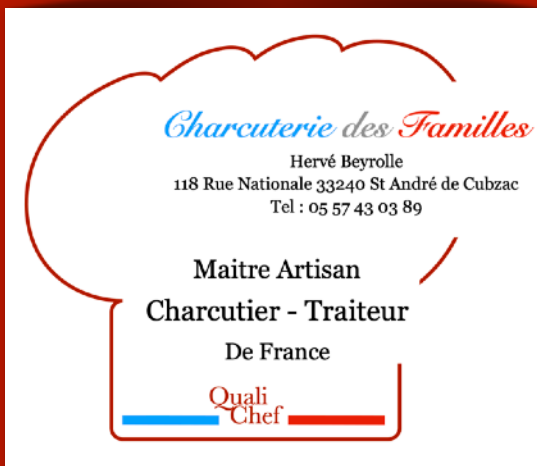 Charcuterie des Familles
Hervé Beyrolle
118 Rue Nationale 33240 St André de Cubzac
Tel : 05 57 43 03 89
Maitre Artisan
Charcutier - Traiteur
De France
Quali
Chef